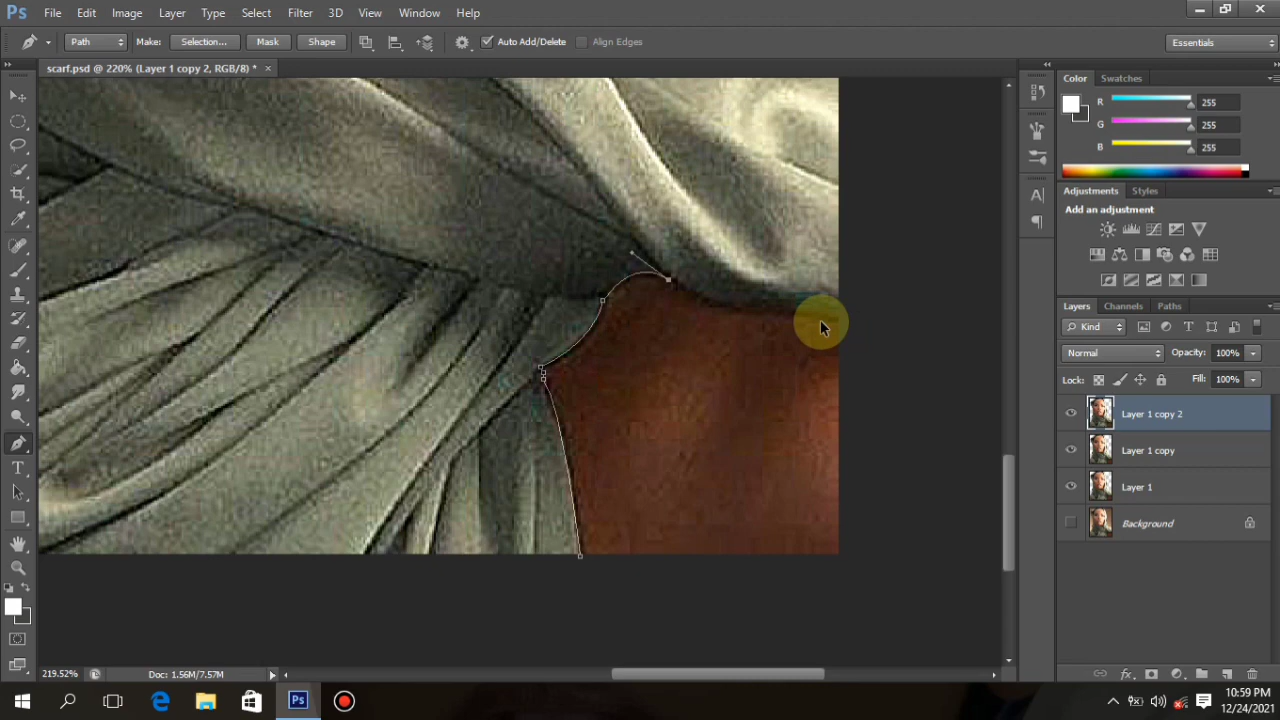 Ps File Edit Image Layer Type Select Filter 3D View Window Help
Path Make: Selection... Mask Shape Auto Add/Delete Align Edges Essentials
scarf.psd @ 220% (Layer 1 copy 2, RGB/8) * ×
Color Swatches
R 255
G 255
B 255
Adjustments Styles
Add an adjustment
Layers Channels Paths
Kind
Normal Opacity: 100%
Lock: Fill: 100%
Layer 1 copy 2
Layer 1 copy
Layer 1
Background
219.52% Doc: 1.56M/7.57M
Ps 10:59 PM
12/24/2021